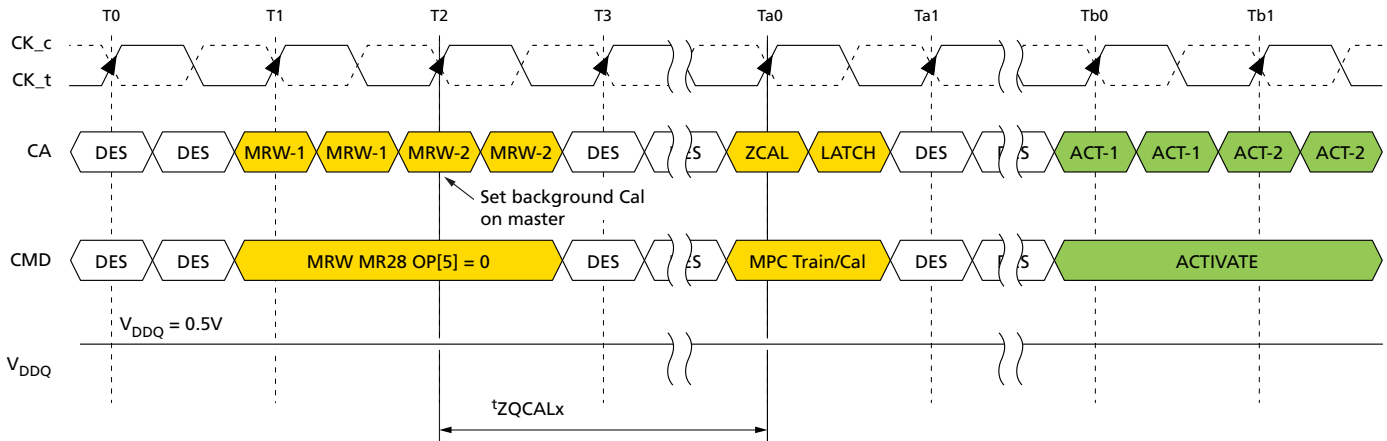 T0 T1 T2 T3 Ta0 Ta1 Tb0 Tb1
CK_c
CK_t
CA DES DES MRW-1 MRW-1 MRW-2 MRW-2 DES ZCAL LATCH DES ACT-1 ACT-1 ACT-2 ACT-2
Set background Cal
on master
CMD DES DES MRW MR28 OP[5] = 0 DES MPC Train/Cal DES ACTIVATE
VDDQ = 0.5V
VDDQ
tZQCALx